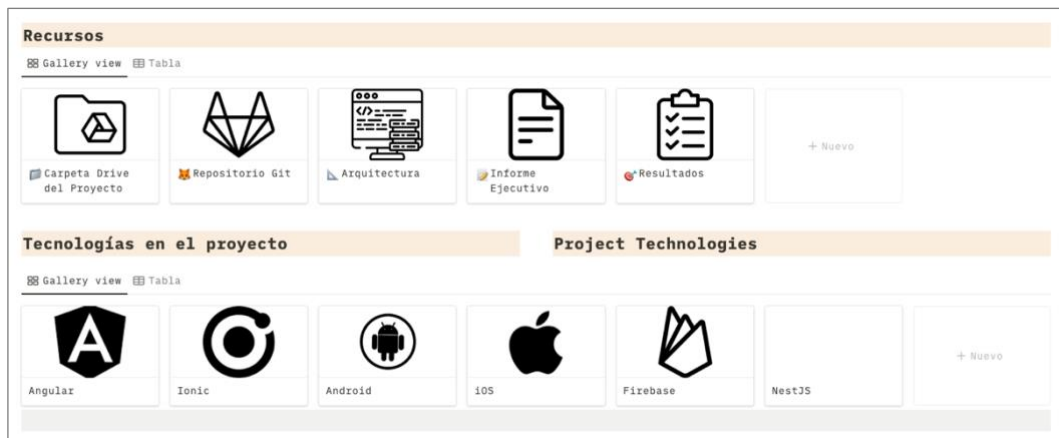 Recursos
Gallery view Tabla
Carpeta Drive
del Proyecto
Repositorio Git
Arquitectura
Informe
Ejecutivo
Resultados
+ Nuevo
Tecnologías en el proyecto
Project Technologies
Gallery view Tabla
Angular
Ionic
Android
iOS
Firebase
NestJS
+ Nuevo